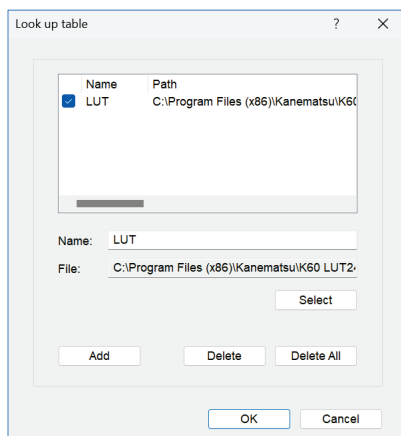 Look up table ? ×
Name Path
LUT C:\Program Files (x86)\Kanematsu\K6
Name: LUT
File: C:\Program Files (x86)\Kanematsu\K60 LUT2
Select
Add Delete Delete All
OK Cancel